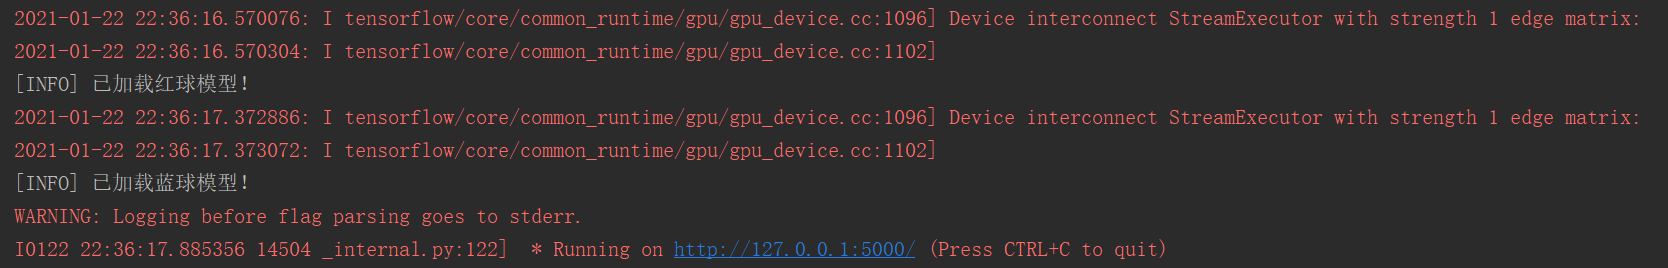 2021-01-22 22:36:16.570076: I tensorflow/core/common_runtime/gpu/gpu_device.cc:1096] Device interconnect StreamExecutor with strength 1 edge matrix:
2021-01-22 22:36:16.570304: I tensorflow/core/common_runtime/gpu/gpu_device.cc:1102]
[INFO] 已加载红球模型!
2021-01-22 22:36:17.372886: I tensorflow/core/common_runtime/gpu/gpu_device.cc:1096] Device interconnect StreamExecutor with strength 1 edge matrix:
2021-01-22 22:36:17.373072: I tensorflow/core/common_runtime/gpu/gpu_device.cc:1102]
[INFO] 已加载蓝球模型!
WARNING: Logging before flag parsing goes to stderr.
I0122 22:36:17.885356 14504 _internal.py:122]  * Running on http://127.0.0.1:5000/ (Press CTRL+C to quit)